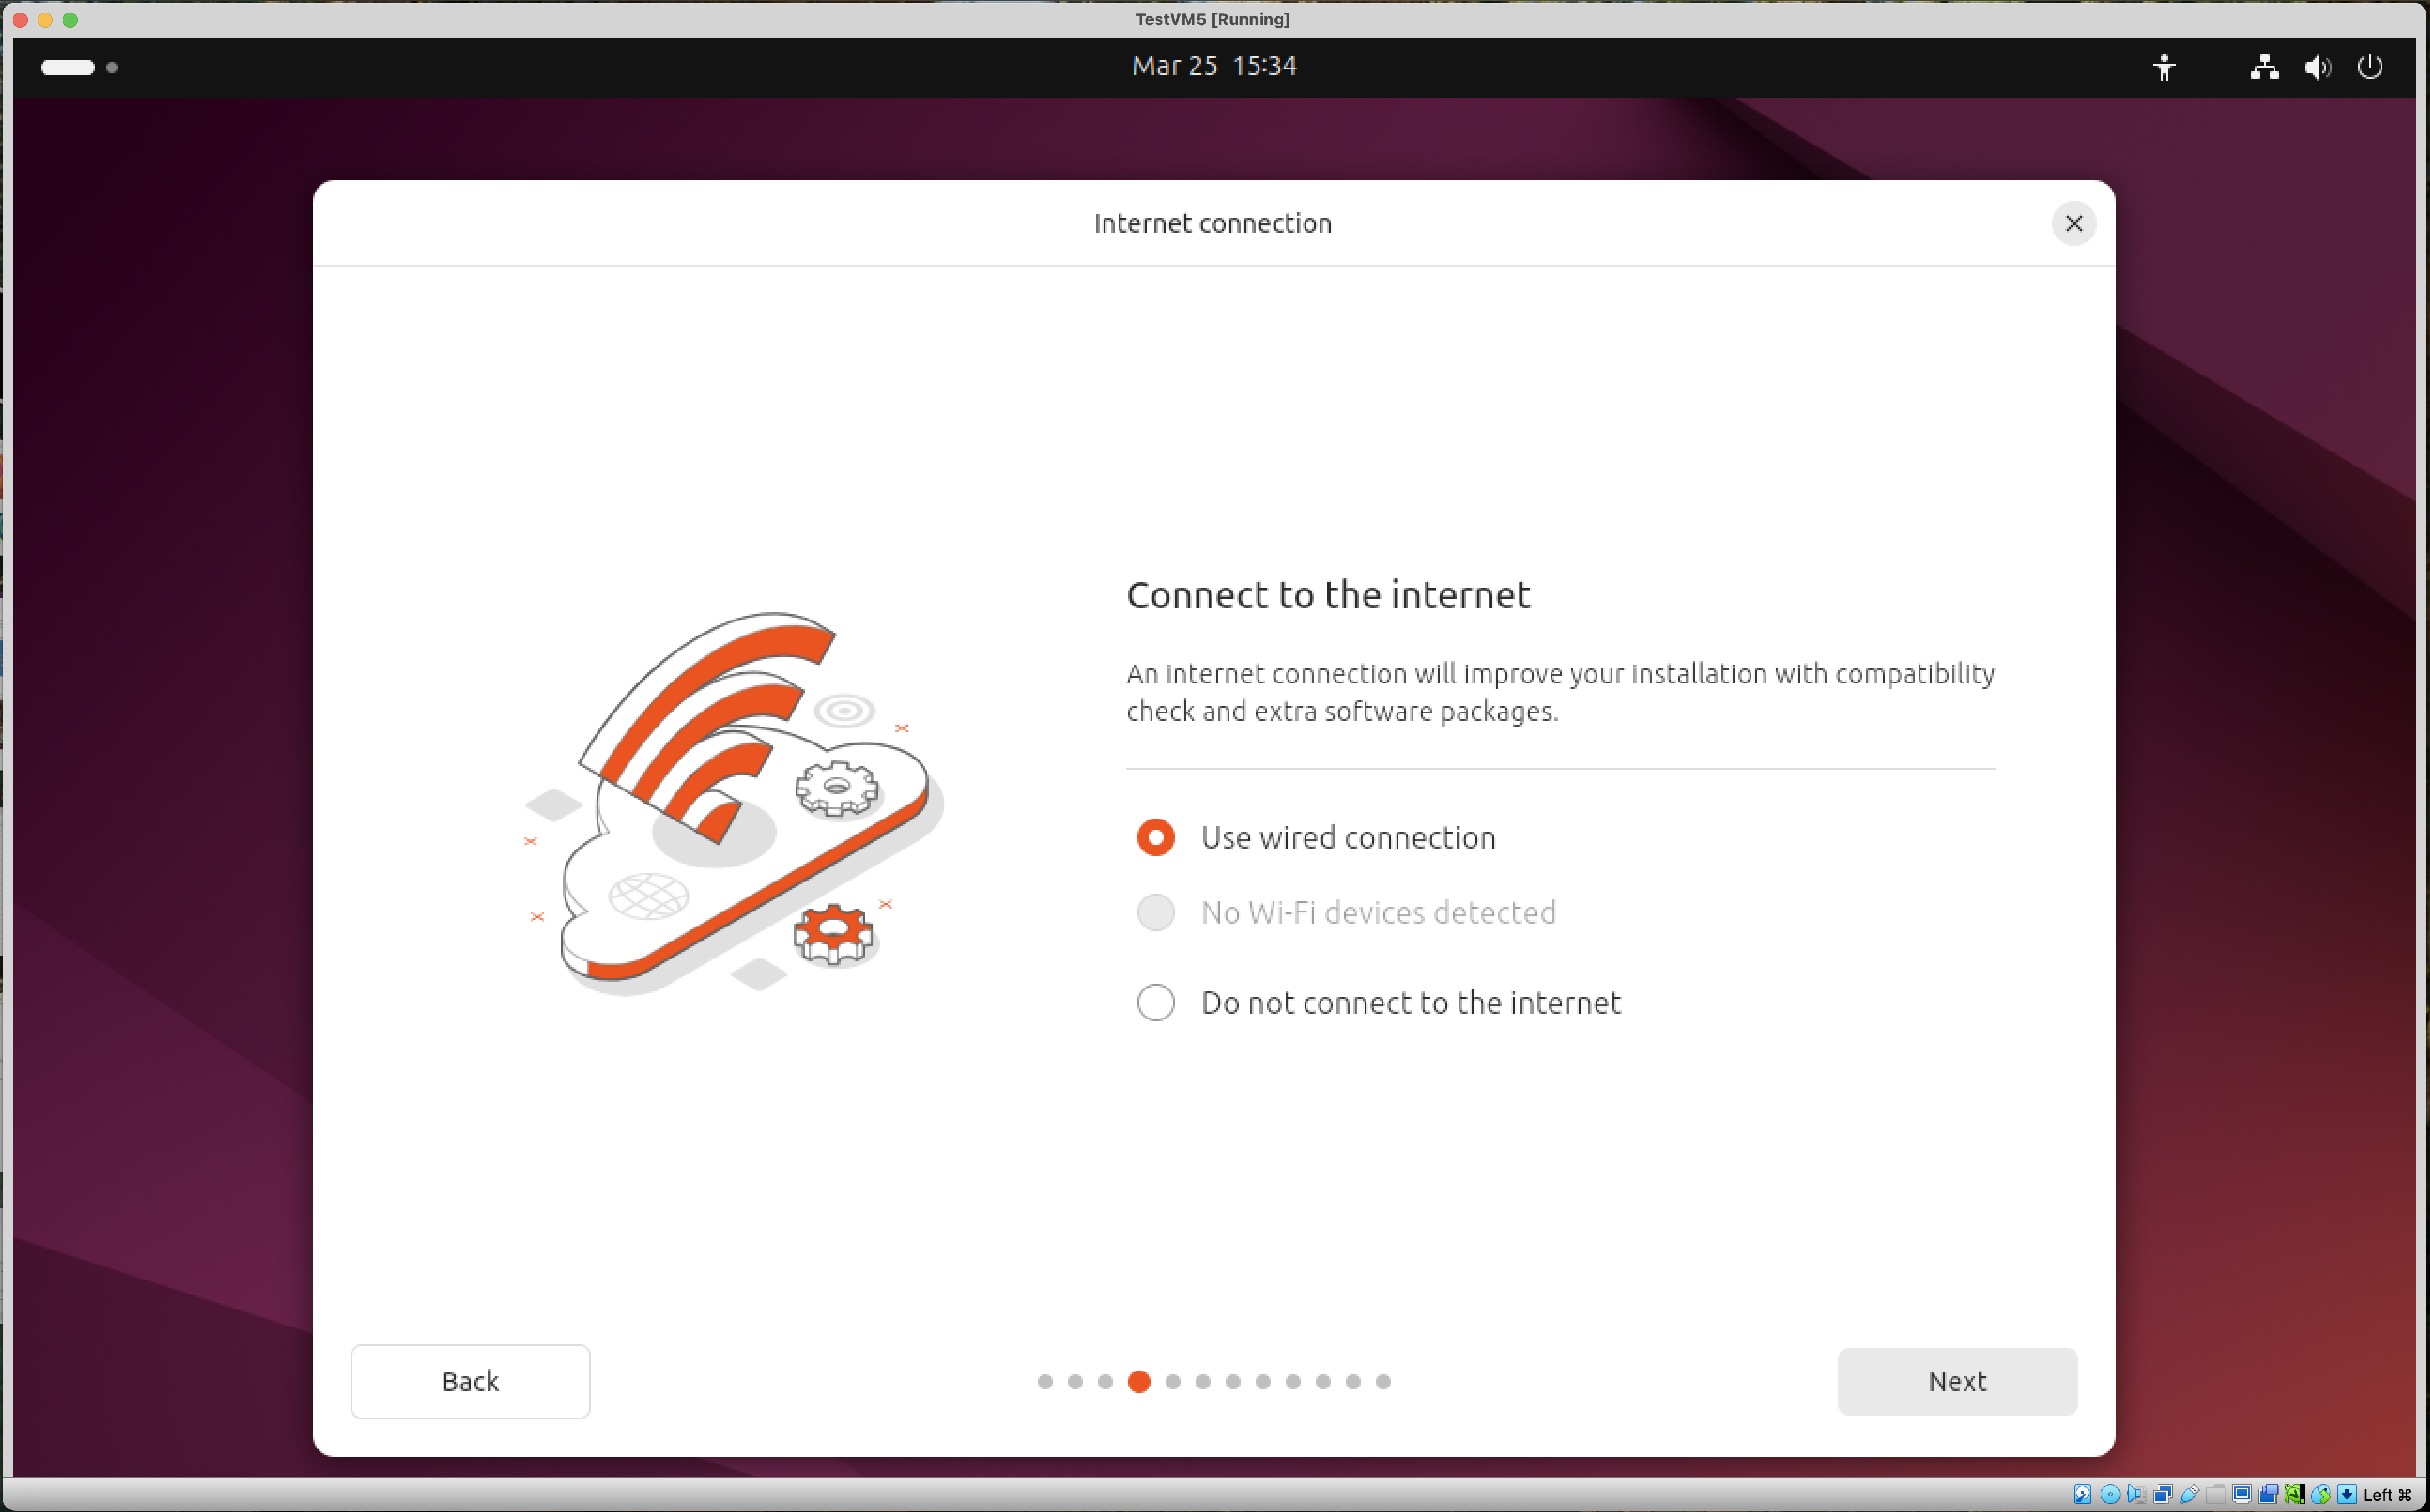 TestVM5 [Running]
Mar 25 15:34
Internet connection
Connect to the internet
An internet connection will improve your installation with compatibility
check and extra software packages.
Use wired connection
No Wi-Fi devices detected
Do not connect to the internet
Back
Next
Left ⌘